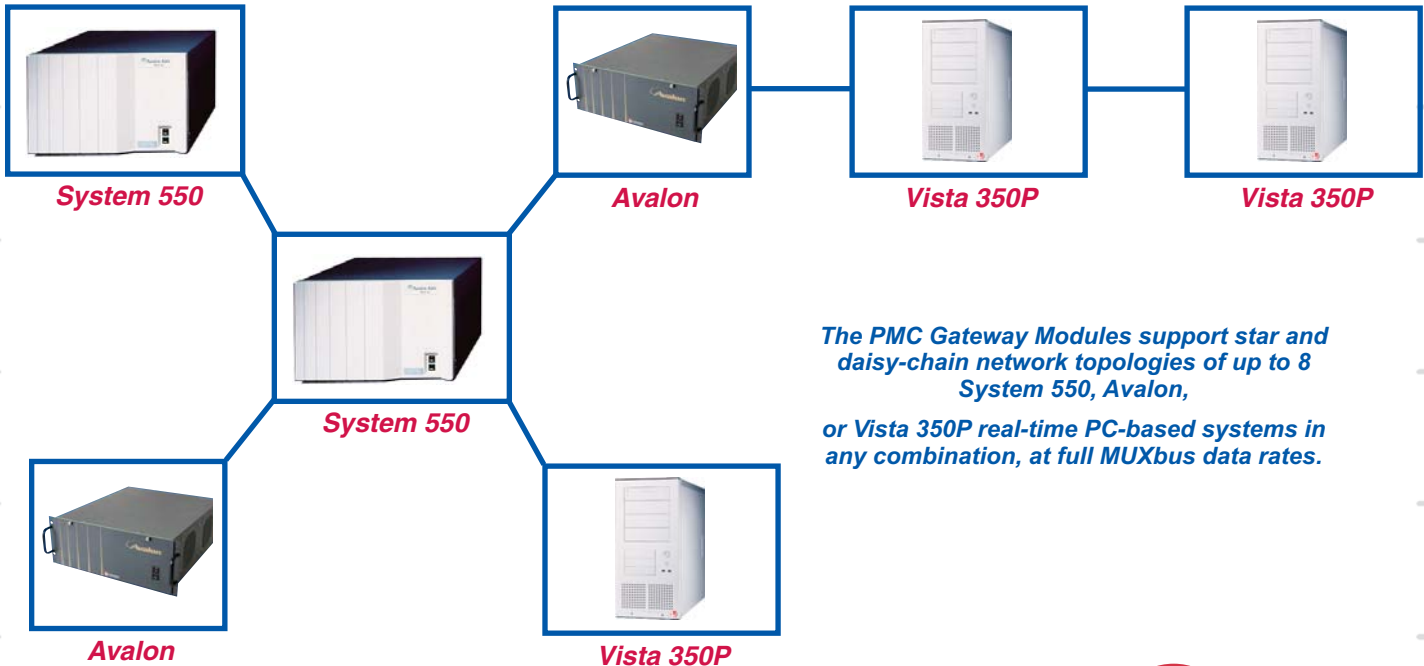 System 550
Avalon
Vista 350P
Vista 350P
System 550
The PMC Gateway Modules support star and
daisy-chain network topologies of up to 8
System 550, Avalon,
or Vista 350P real-time PC-based systems in
any combination, at full MUXbus data rates.
Avalon
Vista 350P
Avalon
Avalon